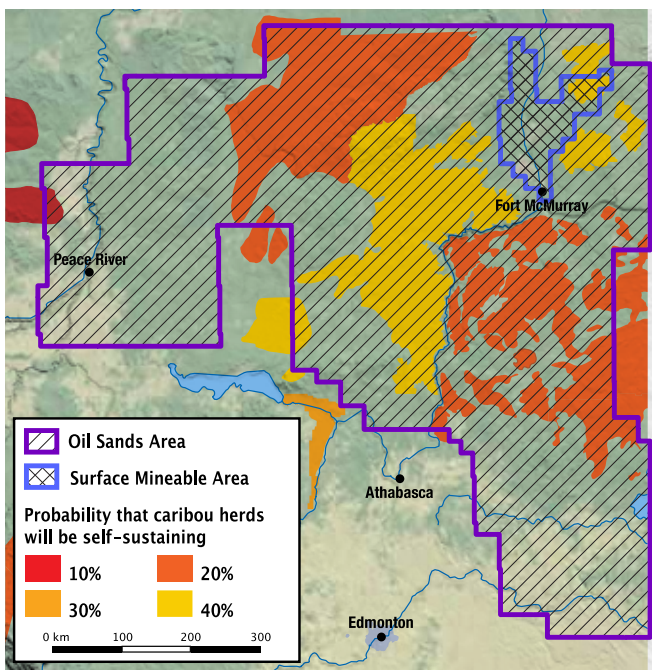 Fort McMurray
Peace River
Oil Sands Area
Surface Mineable Area
Athabasca
Probability that caribou herds
will be self-sustaining
10% 20%
30% 40%
Edmonton
0 km 100 200 300